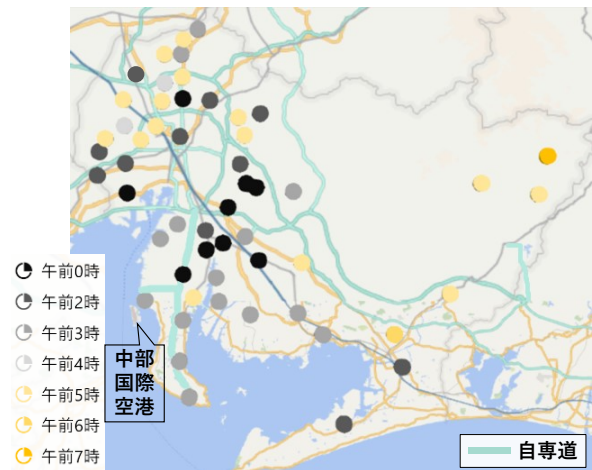 午前0時
午前2時
午前3時
午前4時
午前5時
午前6時
午前7時
中部
国際
空港
自専道